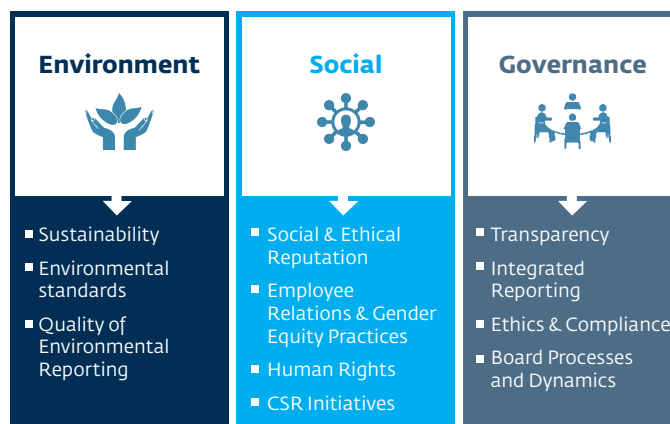 Environment
Sustainability
Environmental
standards
Quality of
Environmental
Reporting
Social
Social & Ethical
Reputation
Employee
Relations & Gender
Equity Practices
Human Rights
CSR Initiatives
Governance
Transparency
Integrated
Reporting
Ethics & Compliance
Board Processes
and Dynamics